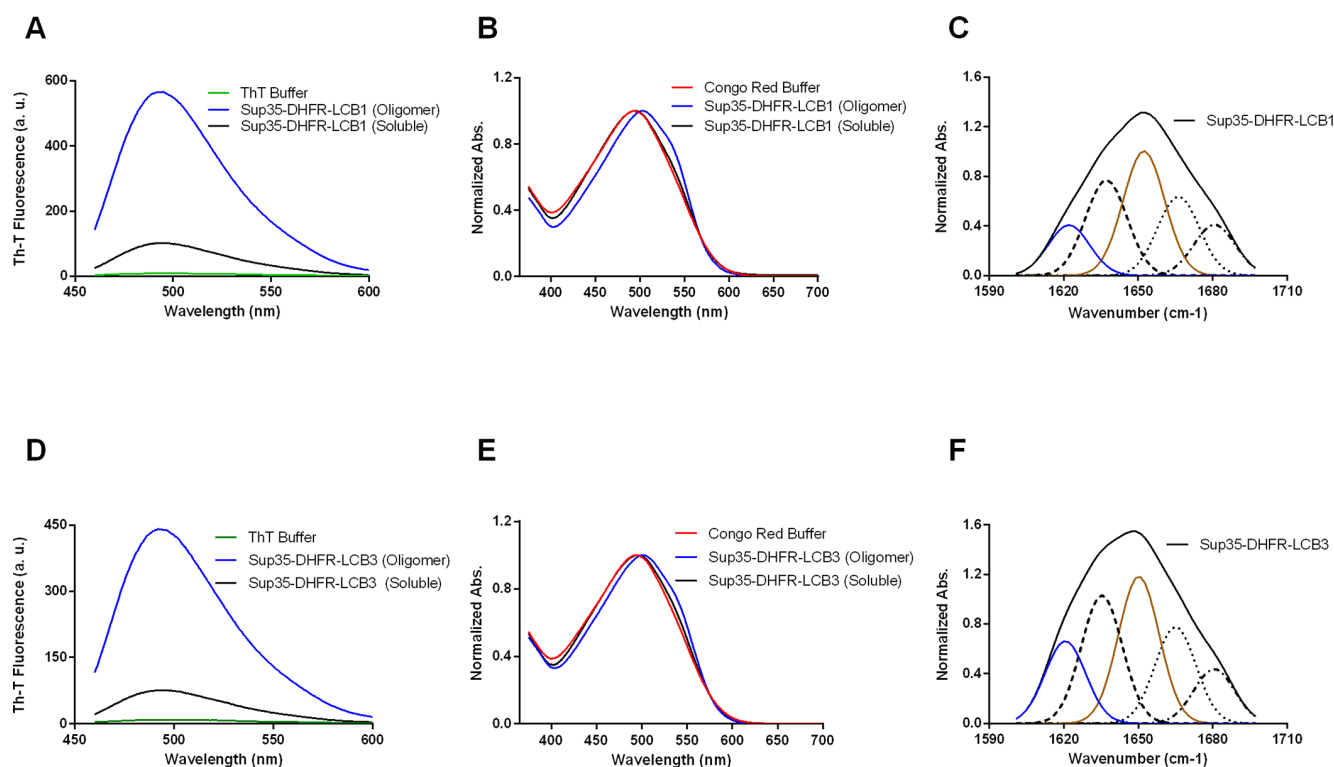 A
Th-T Fluorescence (a. u.)
600
400
200
0
450
500
550
600
Wavelength (nm)
ThT Buffer
Sup35-DHFR-LCB1 (Oligomer)
Sup35-DHFR-LCB1 (Soluble)
B
Normalized Abs.
1.2
0.8
0.4
0.0
400
450
500
550
600
650
700
Wavelength (nm)
Congo Red Buffer
Sup35-DHFR-LCB1 (Oligomer)
Sup35-DHFR-LCB1 (Soluble)
C
Normalized Abs.
1.6
1.2
0.8
0.4
0.0
1590
1620
1650
1680
1710
Wavenumber (cm-1)
Sup35-DHFR-LCB1
D
Th-T Fluorescence (a. u.)
450
300
150
0
450
500
550
600
Wavelength (nm)
ThT Buffer
Sup35-DHFR-LCB3 (Oligomer)
Sup35-DHFR-LCB3 (Soluble)
E
Normalized Abs.
1.2
0.8
0.4
0.0
400
450
500
550
600
650
700
Wavelength (nm)
Congo Red Buffer
Sup35-DHFR-LCB3 (Oligomer)
Sup35-DHFR-LCB3 (Soluble)
F
Normalized Abs.
1.6
1.2
0.8
0.4
0.0
1590
1620
1650
1680
1710
Wavenumber (cm-1)
Sup35-DHFR-LCB3